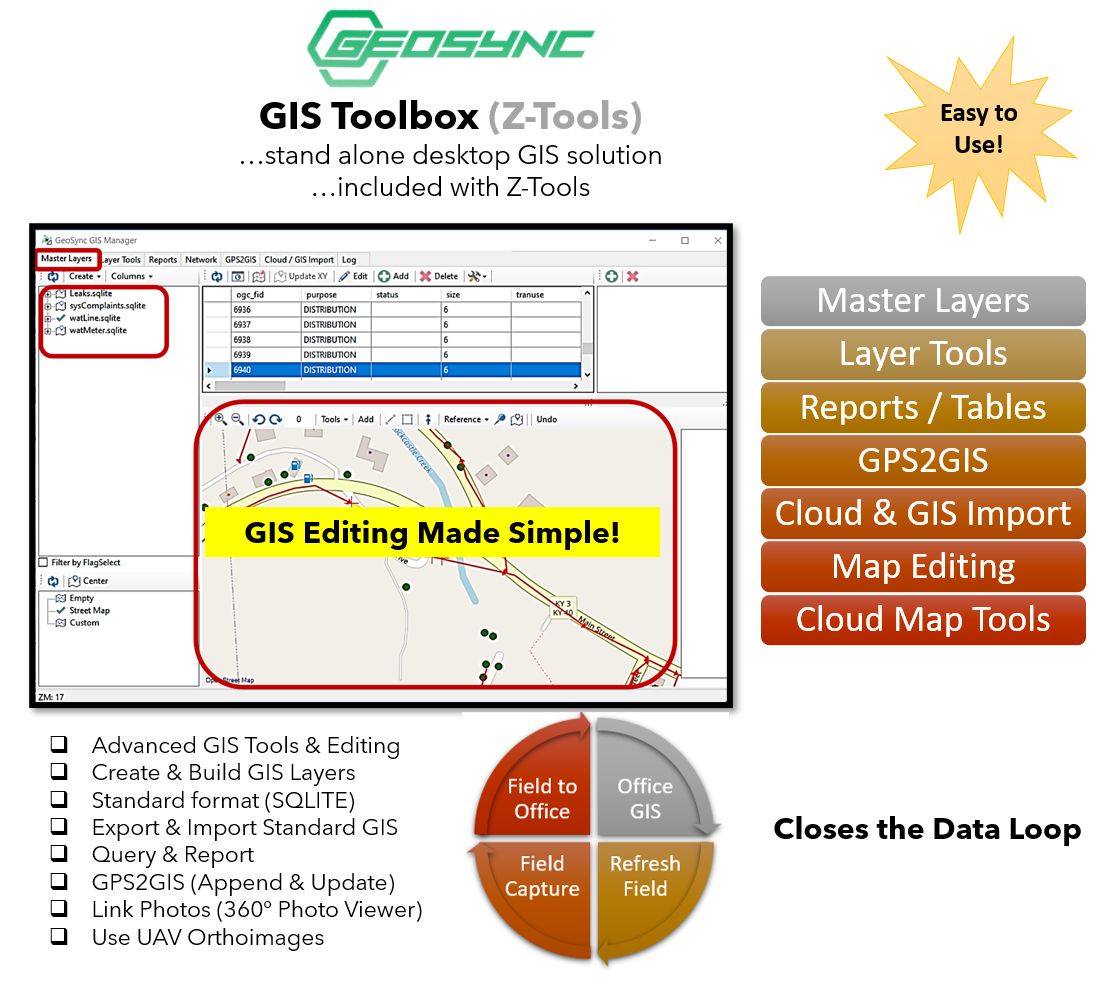 GEOSYNC
GIS Toolbox (Z-Tools)
…stand alone desktop GIS solution
…included with Z-Tools
Easy to
Use!
GeoSync GIS Manager
Master Layers Layer Tools Reports Network GPS2GIS Cloud / GIS Import Log
Create Columns
Update XY Edit Add Delete
Leaks.sqlite
sysComplaints.sqlite
watLine.sqlite
watMeter.sqlite
ogc_fid purpose status size tranuse
6936 DISTRIBUTION 6
6937 DISTRIBUTION 6
6938 DISTRIBUTION 6
6939 DISTRIBUTION 6
6940 DISTRIBUTION 6
0 Tools Add Reference Undo
Creek
GIS Editing Made Simple!
KY 3
KY 40
Main Street
Open Street Map
Filter by FlagSelect
Center
Empty
Street Map
Custom
ZM: 17
Master Layers
Layer Tools
Reports / Tables
GPS2GIS
Cloud & GIS Import
Map Editing
Cloud Map Tools
❑ Advanced GIS Tools & Editing
❑ Create & Build GIS Layers
❑ Standard format (SQLITE)
❑ Export & Import Standard GIS
❑ Query & Report
❑ GPS2GIS (Append & Update)
❑ Link Photos (360º Photo Viewer)
❑ Use UAV Orthoimages
Field to
Office
Office
GIS
Field
Capture
Refresh
Field
Closes the Data Loop